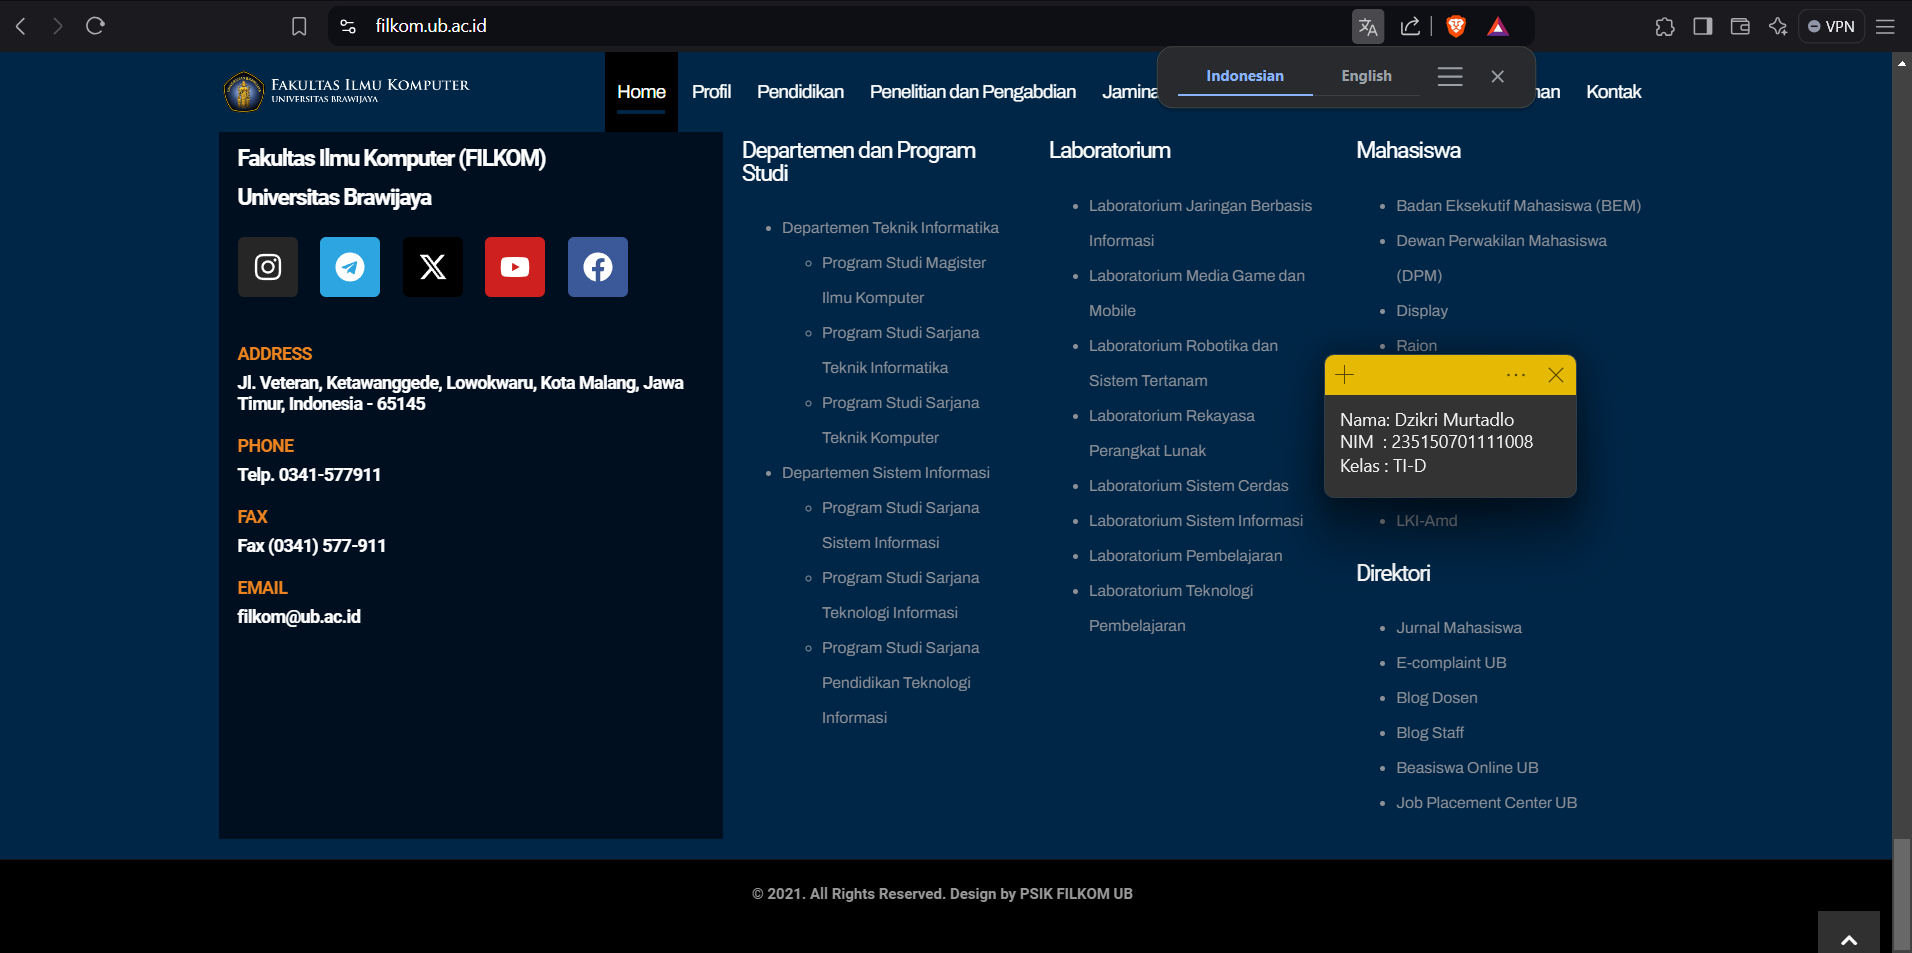 filkom.ub.ac.id
VPN
Indonesian
English
FAKULTAS ILMU KOMPUTER
UNIVERSITAS BRAWIJAYA
Home
Profil
Pendidikan
Penelitian dan Pengabdian
Kontak
Fakultas Ilmu Komputer (FILKOM)
Universitas Brawijaya
ADDRESS
Jl. Veteran, Ketawanggede, Lowokwaru, Kota Malang, Jawa
Timur, Indonesia - 65145
PHONE
Telp. 0341-577911
FAX
Fax (0341) 577-911
EMAIL
filkom@ub.ac.id
Departemen dan Program
Studi
Departemen Teknik Informatika
Program Studi Magister
Ilmu Komputer
Program Studi Sarjana
Teknik Informatika
Program Studi Sarjana
Teknik Komputer
Departemen Sistem Informasi
Program Studi Sarjana
Sistem Informasi
Program Studi Sarjana
Teknologi Informasi
Program Studi Sarjana
Pendidikan Teknologi
Informasi
Laboratorium
Laboratorium Jaringan Berbasis
Informasi
Laboratorium Media Game dan
Mobile
Laboratorium Robotika dan
Sistem Tertanam
Laboratorium Rekayasa
Perangkat Lunak
Laboratorium Sistem Cerdas
Laboratorium Sistem Informasi
Laboratorium Pembelajaran
Laboratorium Teknologi
Pembelajaran
Mahasiswa
Badan Eksekutif Mahasiswa (BEM)
Dewan Perwakilan Mahasiswa
(DPM)
Display
Raion
Nama: Dzikri Murtadlo
NIM : 235150701111008
Kelas : TI-D
LKI-Amd
Direktori
Jurnal Mahasiswa
E-complaint UB
Blog Dosen
Blog Staff
Beasiswa Online UB
Job Placement Center UB
© 2021. All Rights Reserved. Design by PSIK FILKOM UB